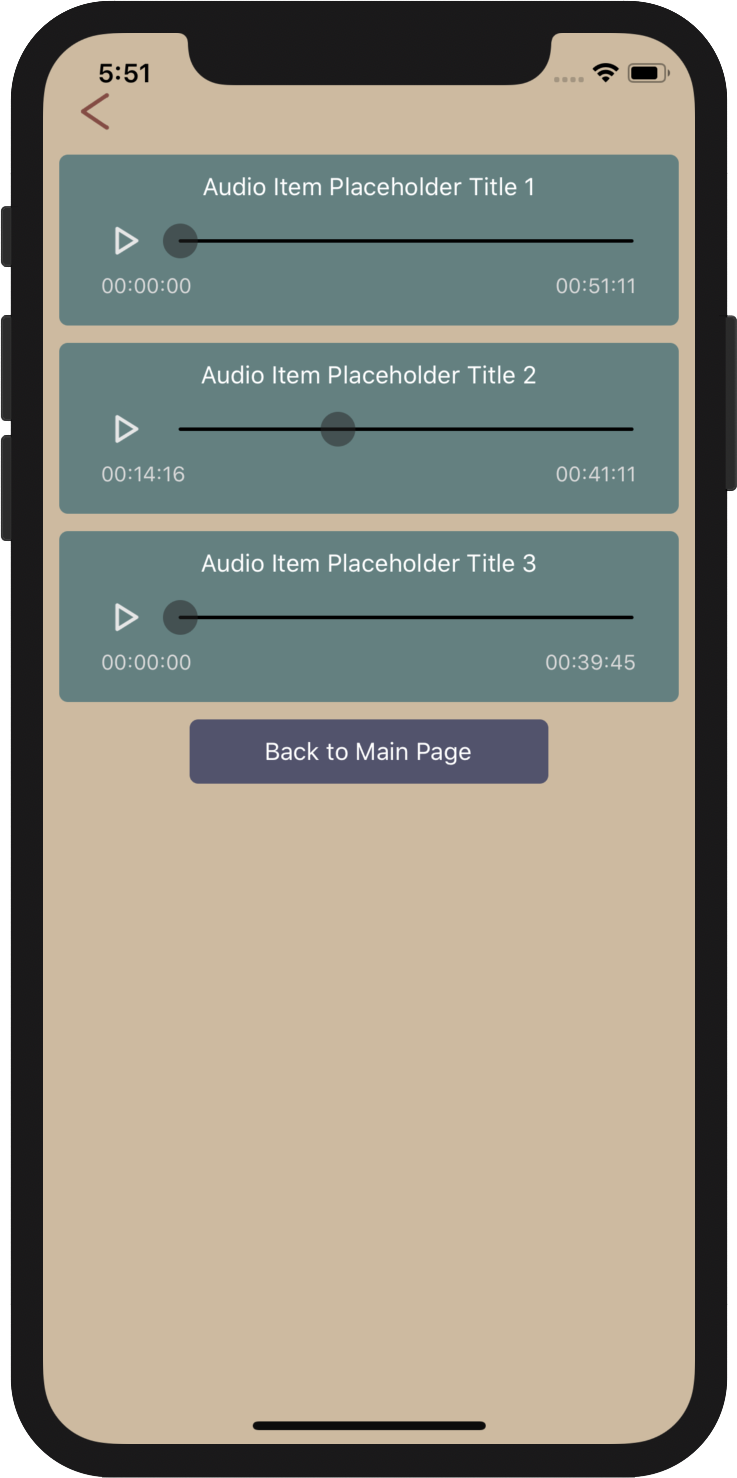 5:51
Audio Item Placeholder Title 1
00:00:00 00:51:11
Audio Item Placeholder Title 2
00:14:16 00:41:11
Audio Item Placeholder Title 3
00:00:00 00:39:45
Back to Main Page